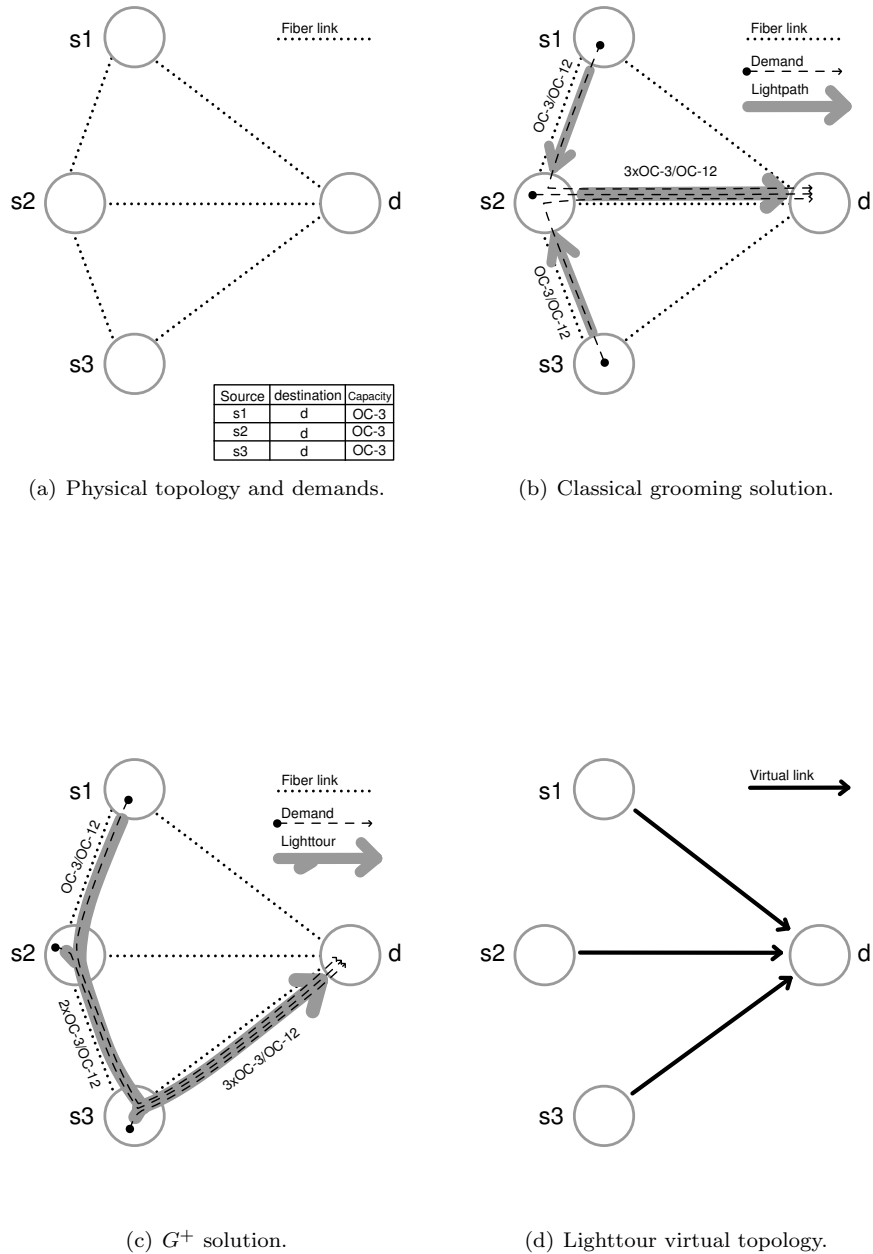 s1
Fiber link
s2
d
s3
Source destination Capacity
s1 d OC-3
s2 d OC-3
s3 d OC-3
(a) Physical topology and demands.
s1
Fiber link
Demand
Lightpath
OC-3/OC-12
3xOC-3/OC-12
s2
d
OC-3/OC-12
s3
(b) Classical grooming solution.
s1
Fiber link
Demand
Lighttour
OC-3/OC-12
s2
d
2xOC-3/OC-12
3xOC-3/OC-12
s3
(c) G+ solution.
s1
Virtual link
s2
d
s3
(d) Lighttour virtual topology.